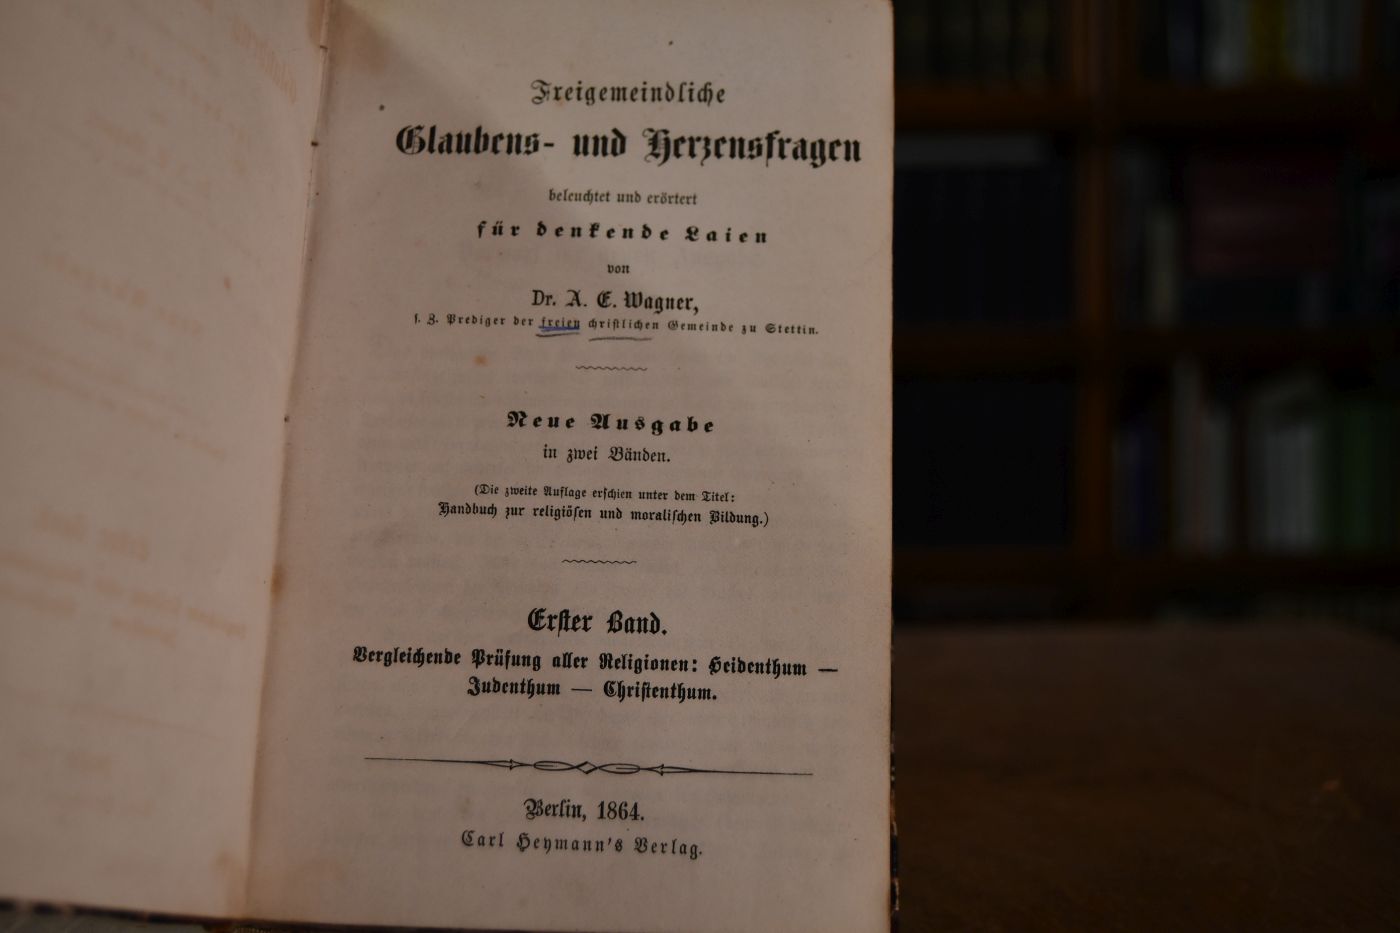 Freigemeindliche
Glaubens- und Herzensfragen
beleuchtet und erörtert
für denkende Laien
von
Dr. A. E. Wagner,
ſ. Z. Prediger der freien chriſtlichen Gemeinde zu Stettin.
Neue Ausgabe
in zwei Bänden.
(Die zweite Auflage erſchien unter dem Titel:
Handbuch zur religiöſen und moraliſchen Bildung.)
Erſter Band.
Vergleichende Prüfung aller Religionen: Heidenthum —
Judenthum — Chriſtenthum.
Berlin, 1864.
Carl Heymann's Verlag.